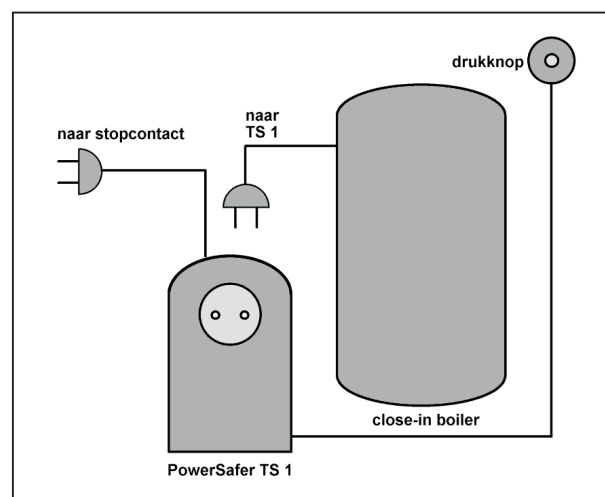 drukknop
naar
TS 1
naar stopcontact
close-in boiler
PowerSafer TS 1